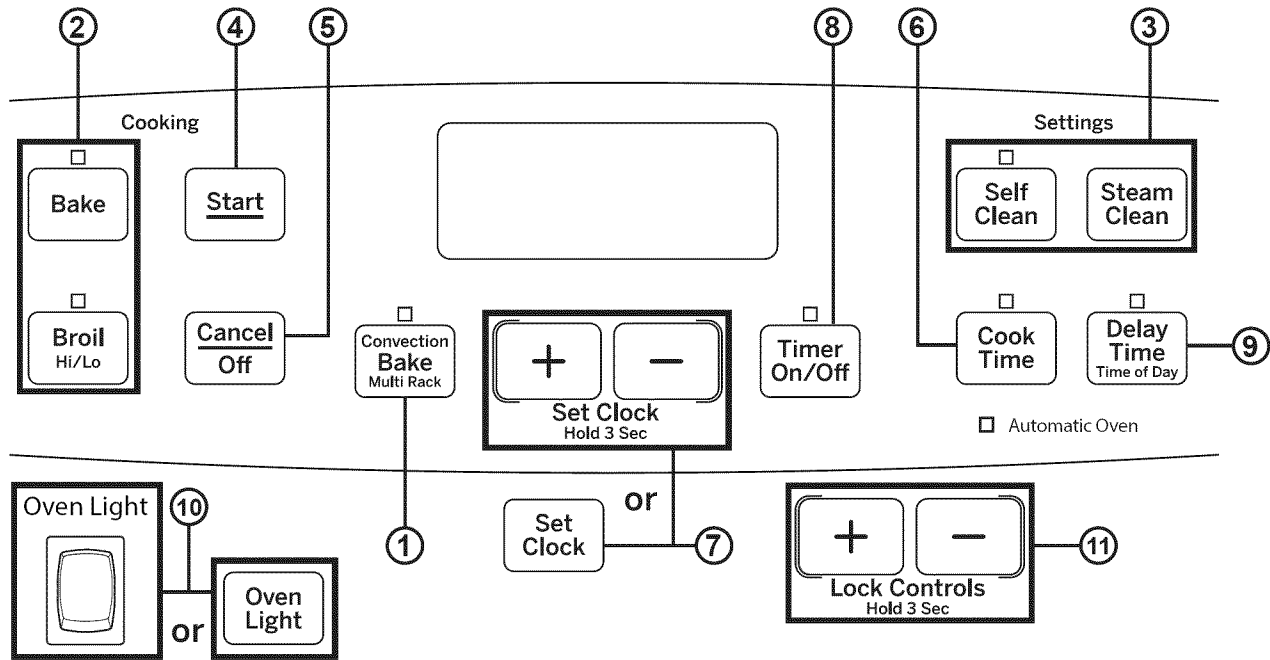 2
4
5
8
6
3
Cooking
Settings
Bake
Start
Self
Clean
Steam
Clean
Broil
Hi/Lo
Cancel
Off
Convection
Bake
Multi Rack
+ −
Set Clock
Hold 3 Sec
Timer
On/Off
Cook
Time
Delay
Time
Time of Day
9
Automatic Oven
Oven Light
10
or
Oven
Light
1
Set
Clock
or
7
+ −
Lock Controls
Hold 3 Sec
11